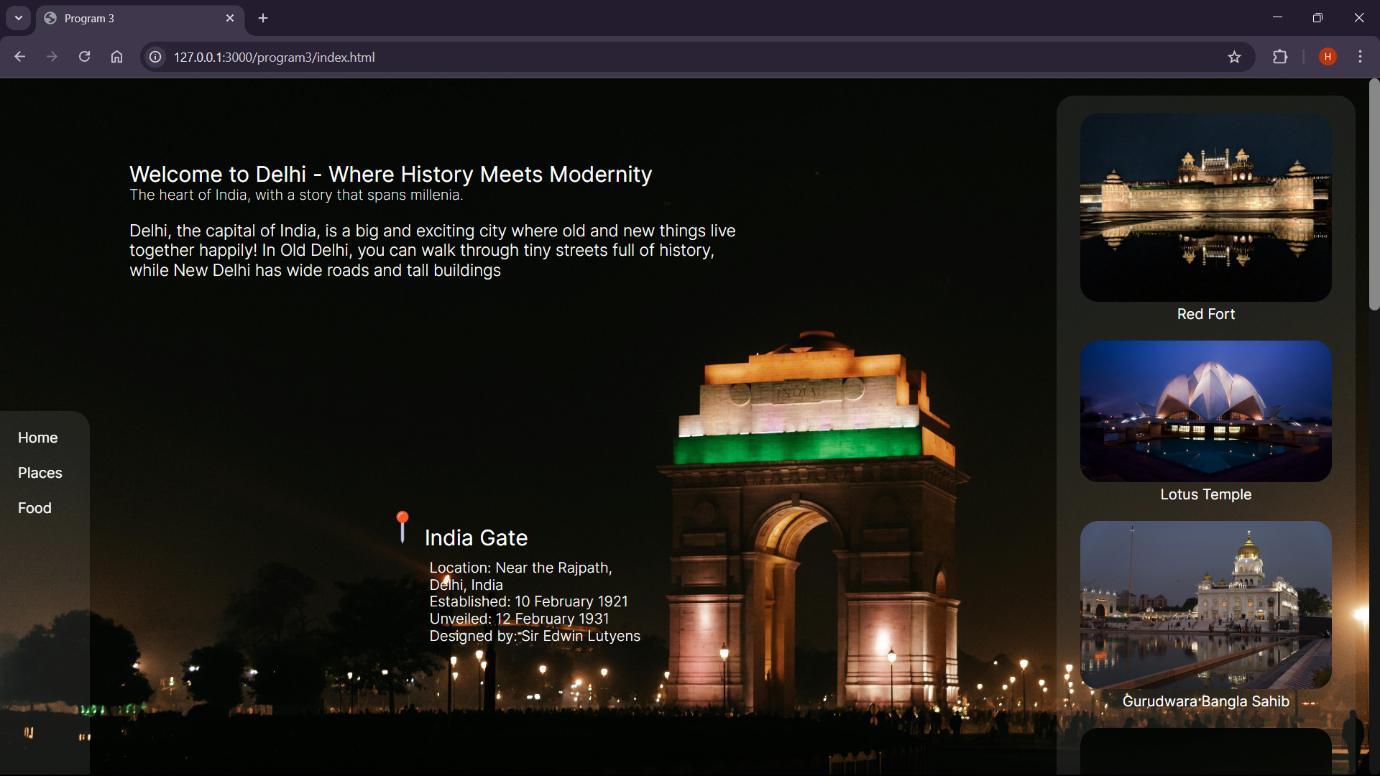 Program 3
127.0.0.1:3000/program3/index.html
H
Welcome to Delhi - Where History Meets Modernity
The heart of India, with a story that spans millenia.
Delhi, the capital of India, is a big and exciting city where old and new things live
together happily! In Old Delhi, you can walk through tiny streets full of history,
while New Delhi has wide roads and tall buildings
Home
Places
Food
INDIA
India Gate
Location: Near the Rajpath,
Delhi, India
Established: 10 February 1921
Unveiled: 12 February 1931
Designed by: Sir Edwin Lutyens
Red Fort
Lotus Temple
Gurudwara Bangla Sahib